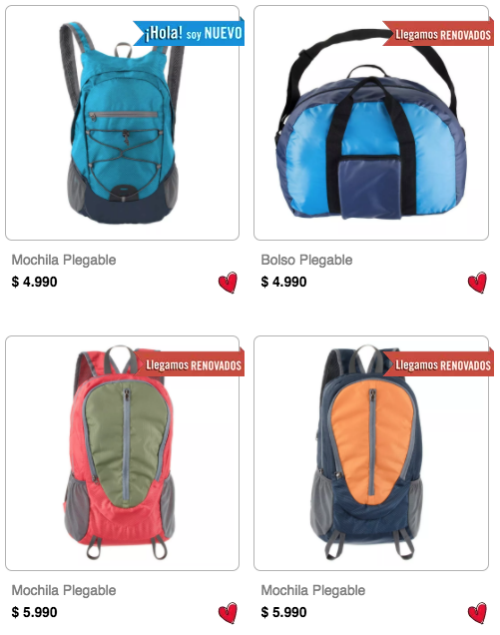 ¡Hola! soy NUEVO
Llegamos RENOVADOS
Mochila Plegable
Bolso Plegable
$ 4.990
$ 4.990
Llegamos RENOVADOS
Llegamos RENOVADOS
Mochila Plegable
Mochila Plegable
$ 5.990
$ 5.990